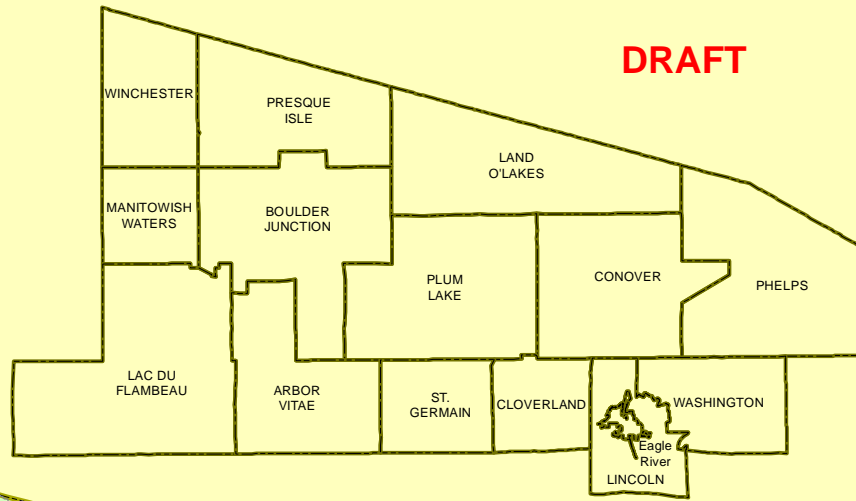 DRAFT
WINCHESTER
PRESQUE
ISLE
LAND
O'LAKES
MANITOWISH
WATERS
BOULDER
JUNCTION
PLUM
LAKE
CONOVER
PHELPS
LAC DU
FLAMBEAU
ARBOR
VITAE
ST.
GERMAIN
CLOVERLAND
WASHINGTON
Eagle
River
LINCOLN